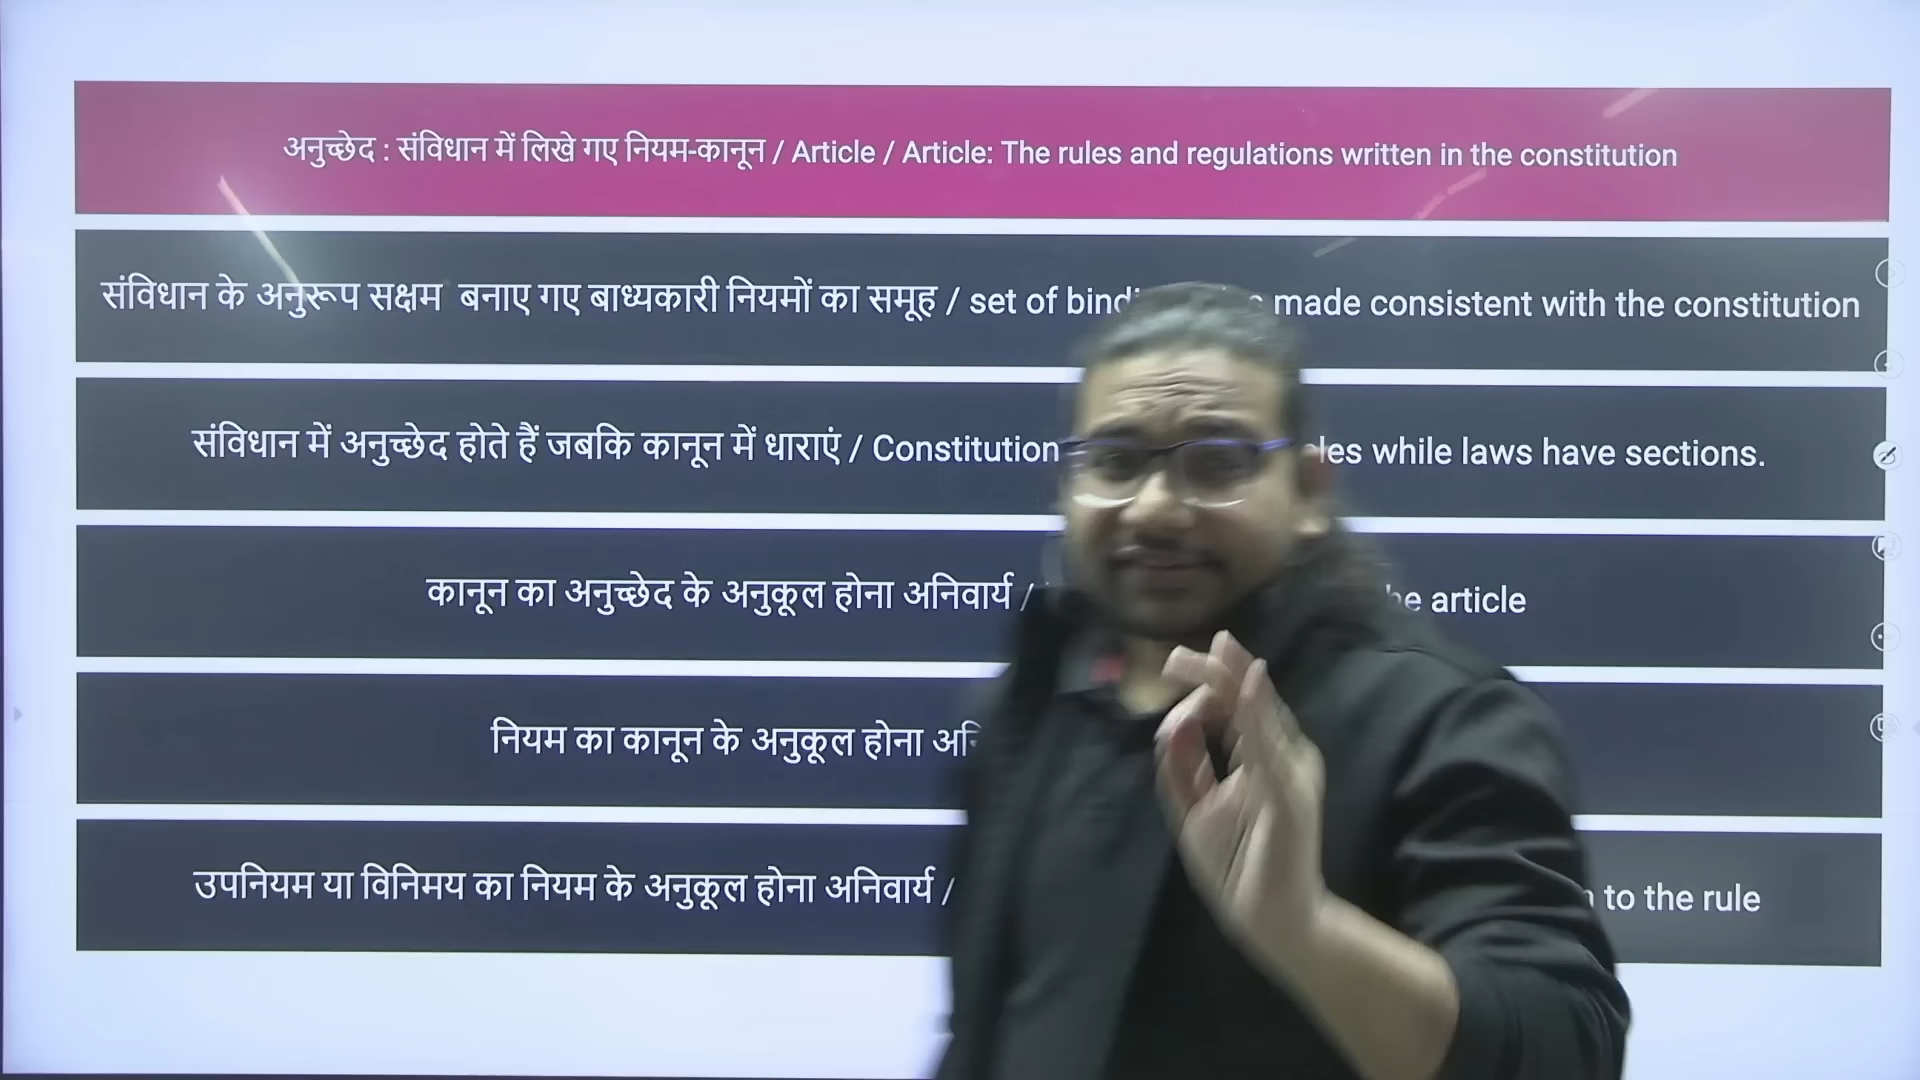 अनुच्छेद : संविधान में लिखे गए नियम-कानून / Article / Article: The rules and regulations written in the constitution
संविधान के अनुरूप सक्षम बनाए गए बाध्यकारी नियमों का समूह / set of made consistent with the constitution
संविधान में अनुच्छेद होते हैं जबकि कानून में धाराएं / Constitution while laws have sections.
कानून का अनुच्छेद के अनुकूल होना अनिवार्य / article
नियम का कानून के अनुकूल होना
उपनियम या विनिमय का नियम के अनुकूल होना अनिवार्य / to the rule